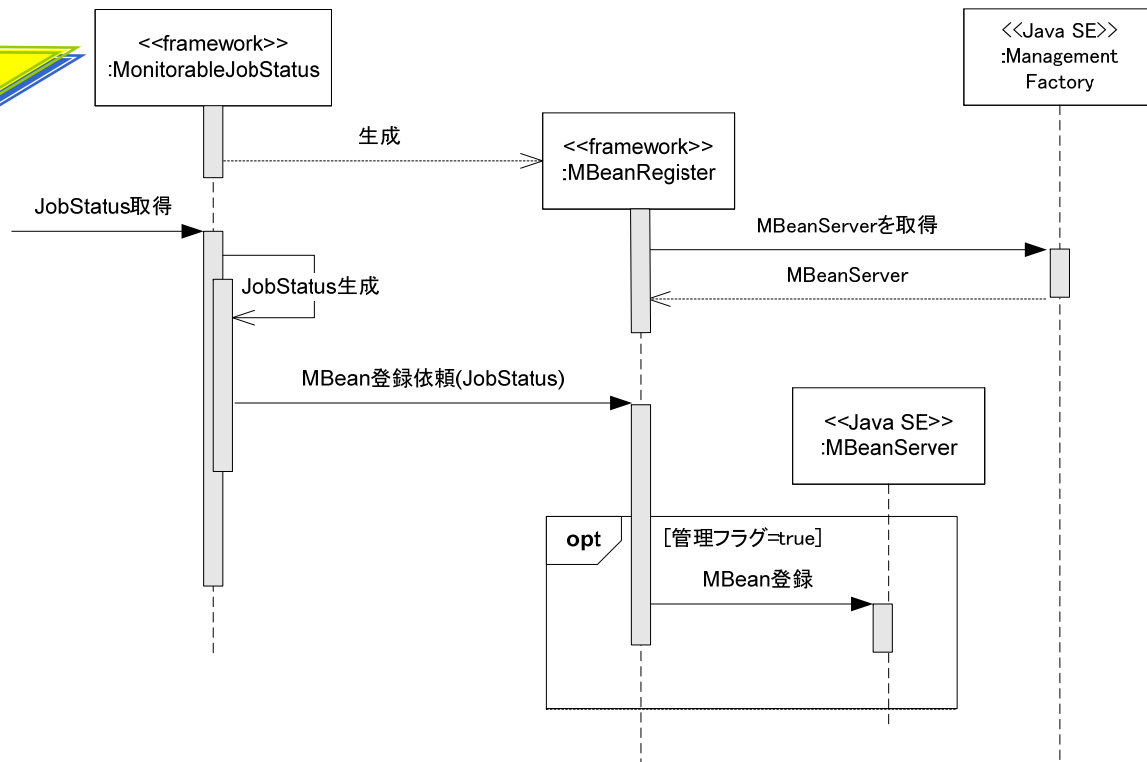 <<framework>>
:MonitorableJobStatus
<<Java SE>>
:Management
Factory
生成
<<framework>>
:MBeanRegister
JobStatus取得
MBeanServerを取得
MBeanServer
JobStatus生成
MBean登録依頼(JobStatus)
<<Java SE>>
:MBeanServer
opt
[管理フラグ=true]
MBean登録